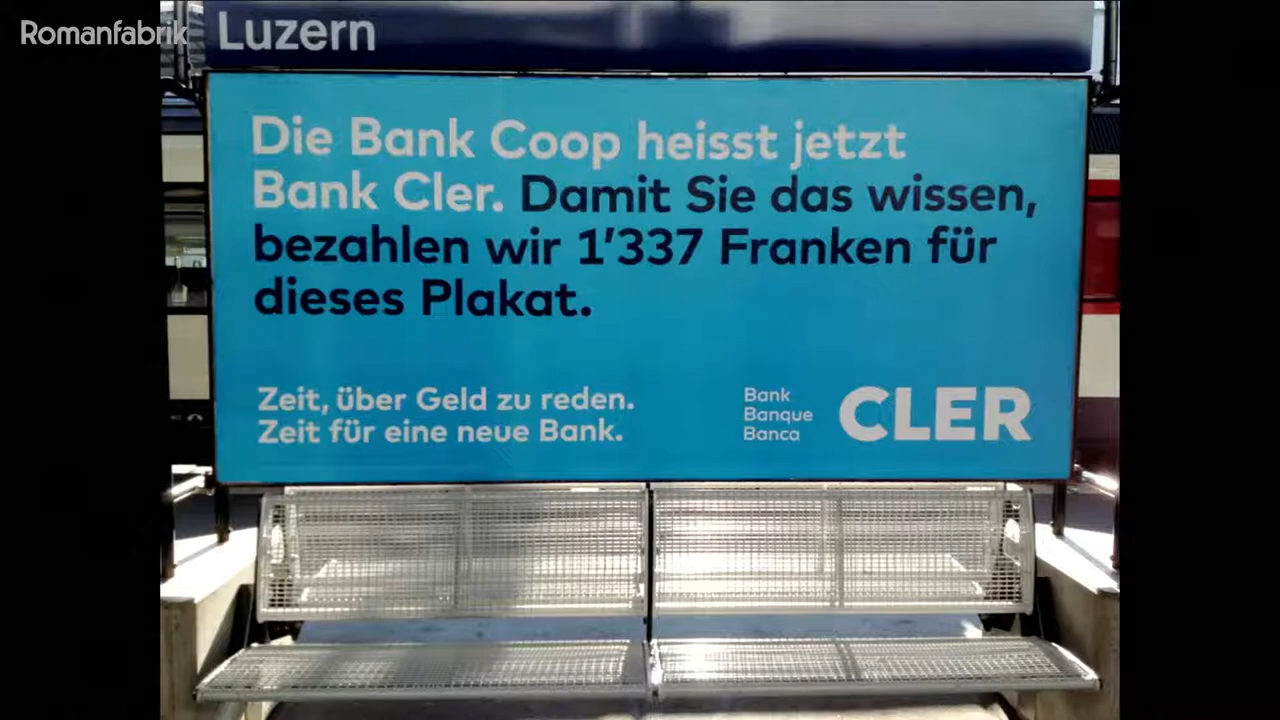 Romanfabrik
Luzern
Die Bank Coop heisst jetzt
Bank Cler. Damit Sie das wissen,
bezahlen wir 1'337 Franken für
dieses Plakat.
Zeit, über Geld zu reden.
Zeit für eine neue Bank.
Bank
Banque
Banca
CLER